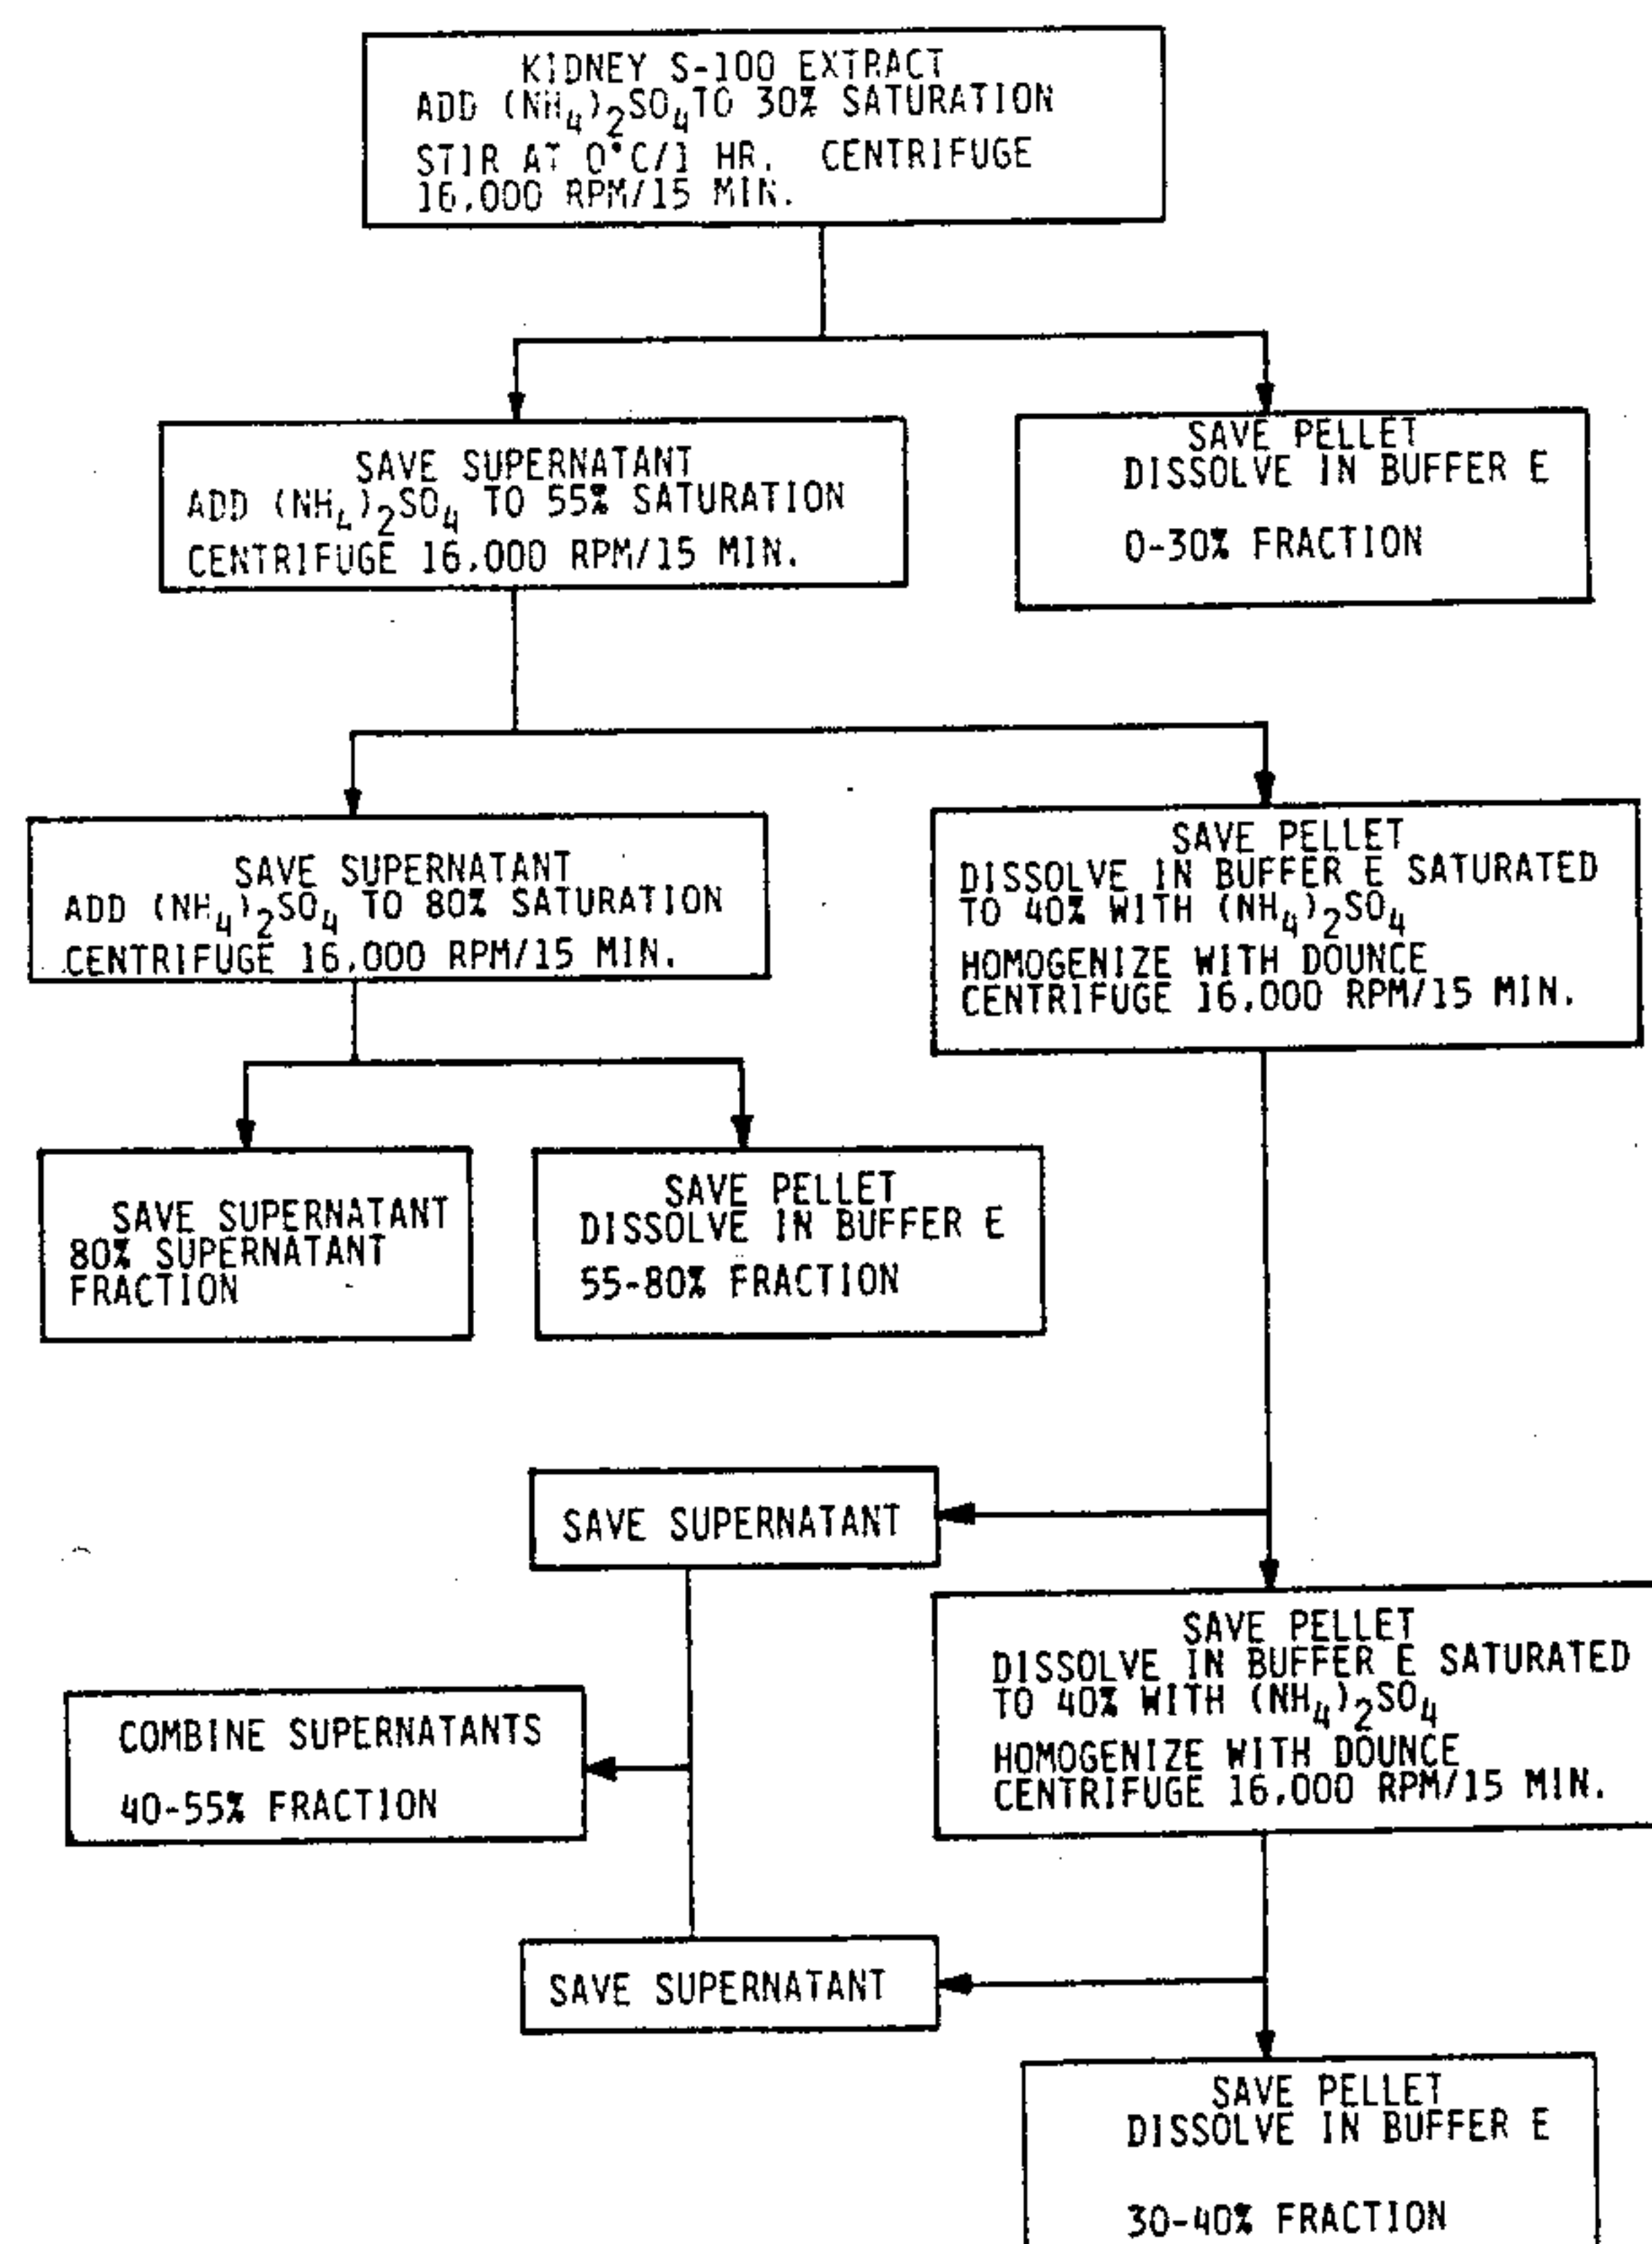 KIDNEY S-100 EXTRACT
ADD (NH4)2SO4 TO 30% SATURATION
STIR AT 0°C/1 HR. CENTRIFUGE
16,000 RPM/15 MIN.
SAVE SUPERNATANT
ADD (NH4)2SO4 TO 55% SATURATION
CENTRIFUGE 16,000 RPM/15 MIN.
SAVE PELLET
DISSOLVE IN BUFFER E
0-30% FRACTION
SAVE SUPERNATANT
ADD (NH4)2SO4 TO 80% SATURATION
CENTRIFUGE 16,000 RPM/15 MIN.
SAVE PELLET
DISSOLVE IN BUFFER E SATURATED
TO 40% WITH (NH4)2SO4
HOMOGENIZE WITH DOUNCE
CENTRIFUGE 16,000 RPM/15 MIN.
SAVE SUPERNATANT
80% SUPERNATANT
FRACTION
SAVE PELLET
DISSOLVE IN BUFFER E
55-80% FRACTION
SAVE SUPERNATANT
SAVE PELLET
DISSOLVE IN BUFFER E SATURATED
TO 40% WITH (NH4)2SO4
HOMOGENIZE WITH DOUNCE
CENTRIFUGE 16,000 RPM/15 MIN.
COMBINE SUPERNATANTS
40-55% FRACTION
SAVE SUPERNATANT
SAVE PELLET
DISSOLVE IN BUFFER E
30-40% FRACTION